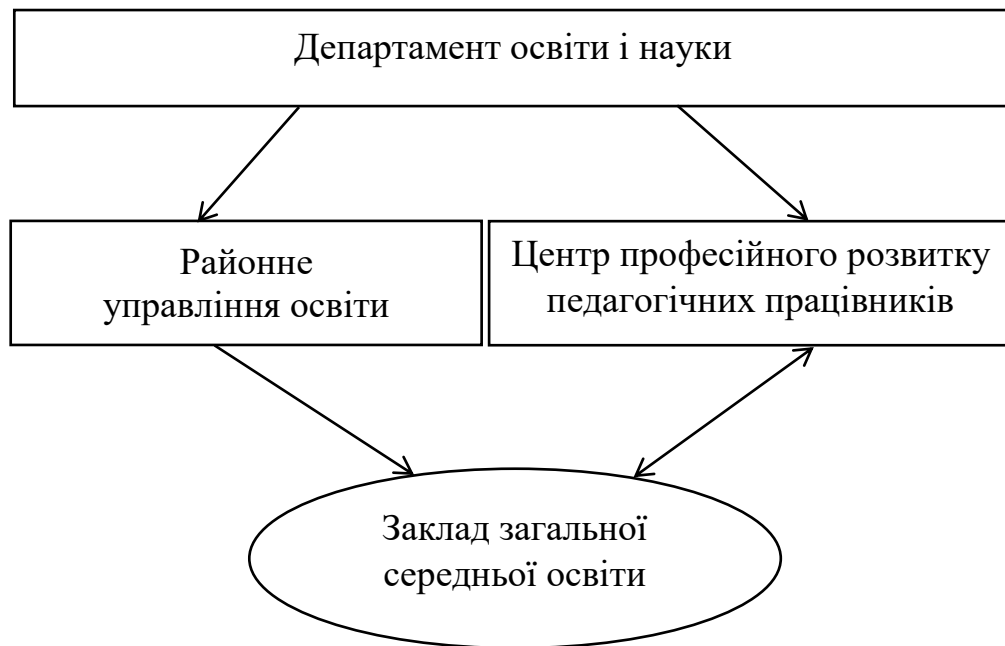 Департамент освіти і науки
Районне
управління освіти
Центр професійного розвитку
педагогічних працівників
Заклад загальної
середньої освіти